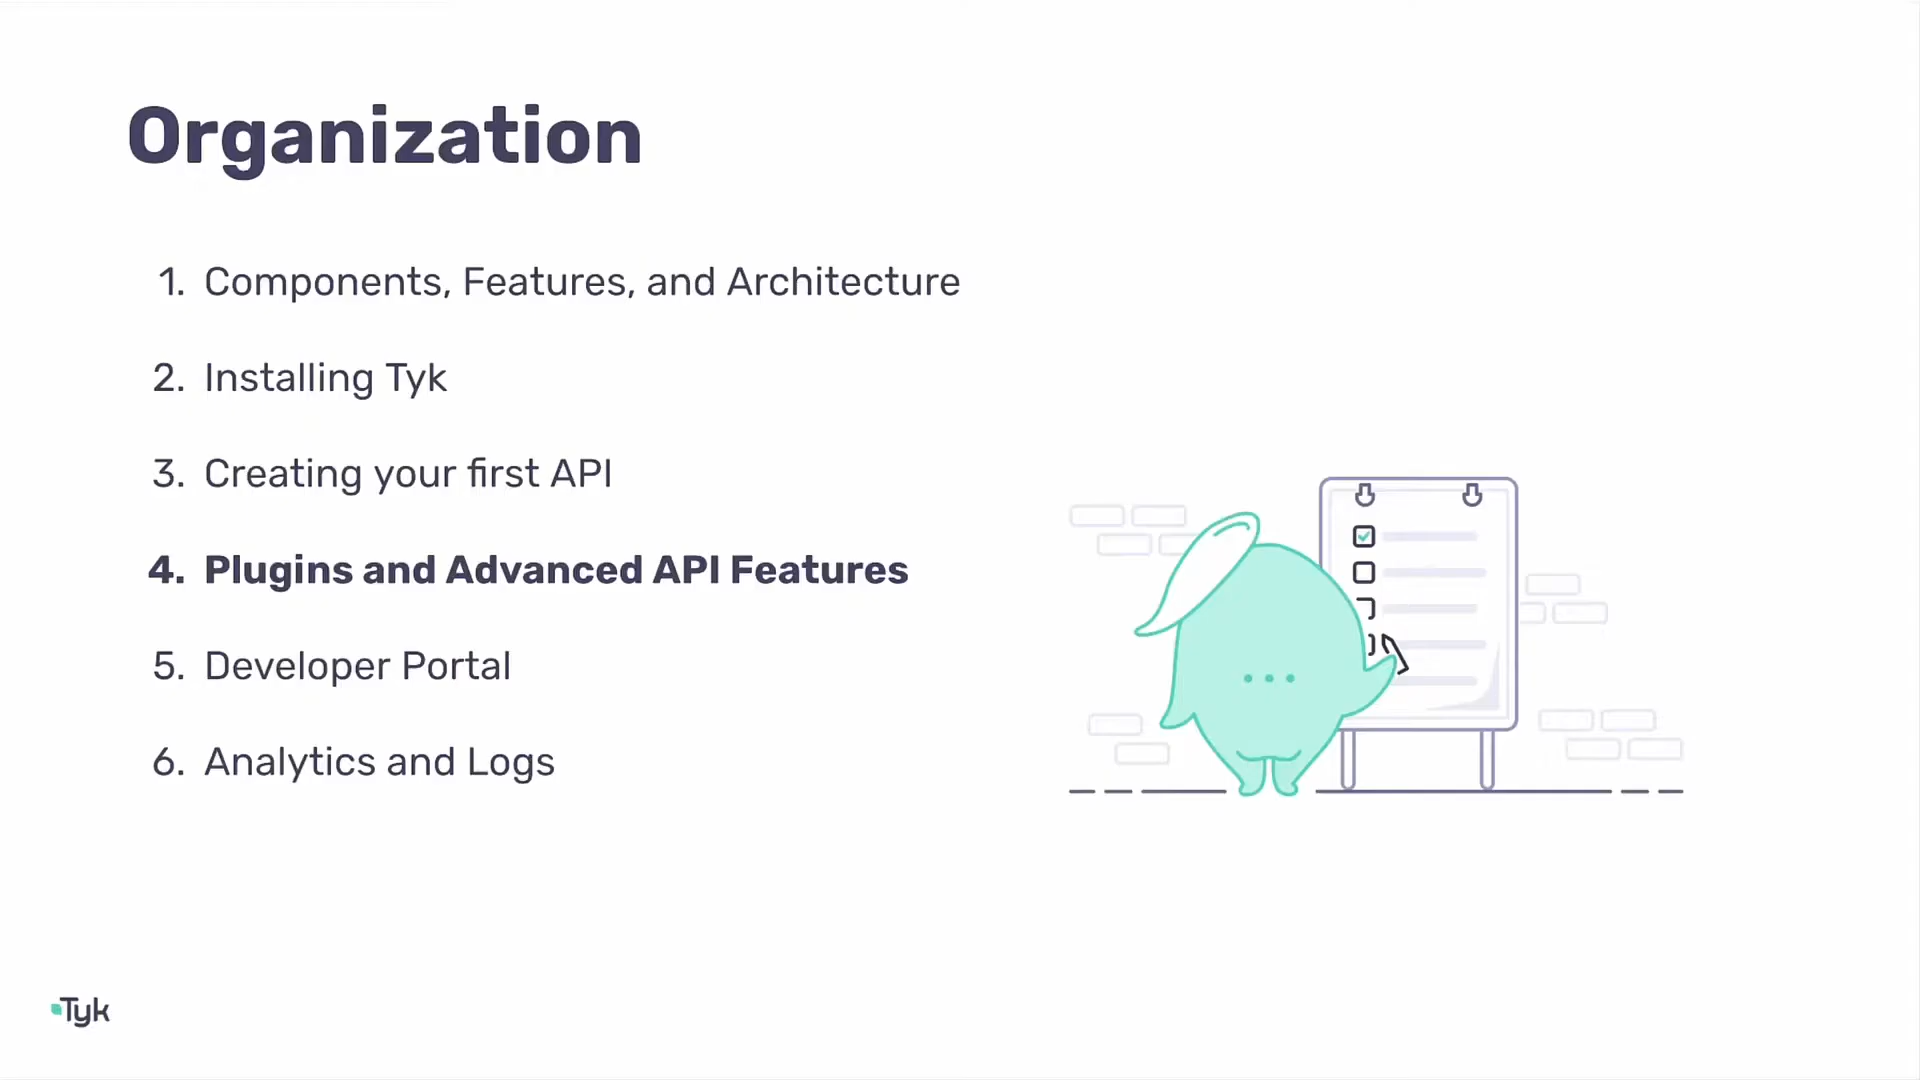 Organization
1. Components, Features, and Architecture
2. Installing Tyk
3. Creating your first API
4. Plugins and Advanced API Features
5. Developer Portal
6. Analytics and Logs
Tyk